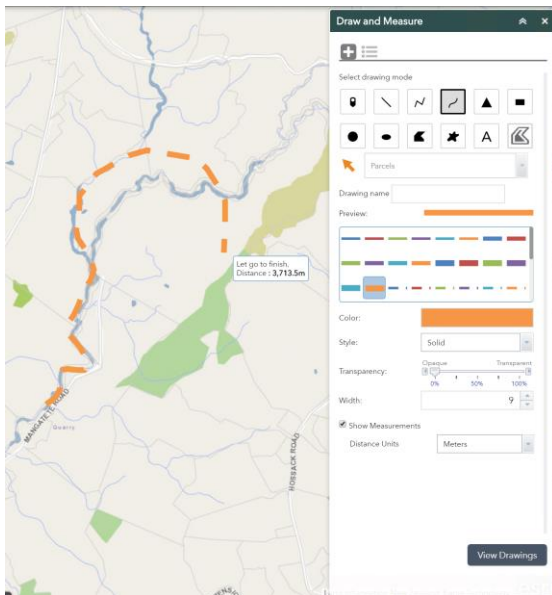 Draw and Measure
Select drawing mode
A
Parcels
Drawing name
Preview:
Color:
Style:
Solid
Transparency:
Opaque
Transparent
0%
50%
100%
Width:
9
Show Measurements
Distance Units
Meters
View Drawings
Let go to finish.
Distance : 3,713.5m
MANGATETE ROAD
Quarry
HOSSACK ROAD